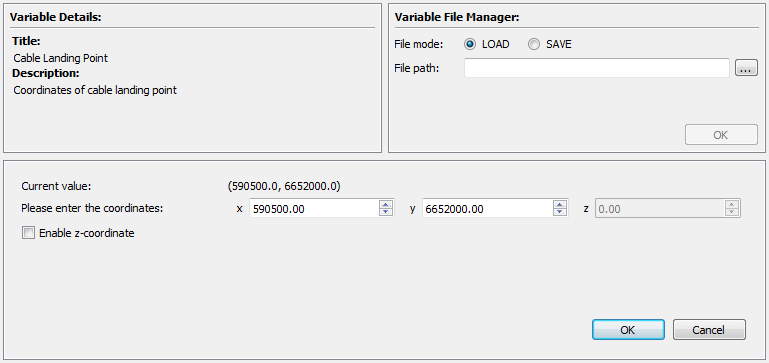 Variable Details:
Title:
Cable Landing Point
Description:
Coordinates of cable landing point
Variable File Manager:
File mode: LOAD SAVE
File path: ...
OK
Current value: (590500.0, 6652000.0)
Please enter the coordinates: x 590500.00 y 6652000.00 z 0.00
Enable z-coordinate
OK Cancel